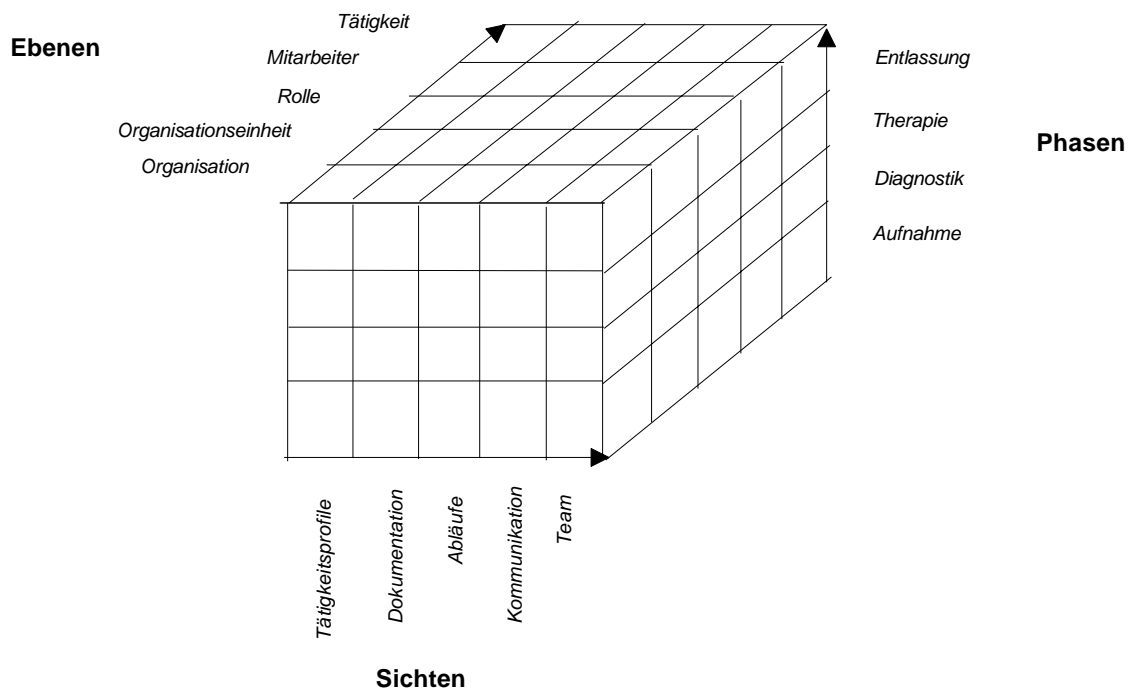 Ebenen
Tätigkeit
Mitarbeiter
Rolle
Organisationseinheit
Organisation
Entlassung
Therapie
Diagnostik
Aufnahme
Phasen
Tätigkeitsprofile
Dokumentation
Abläufe
Kommunikation
Team
Sichten